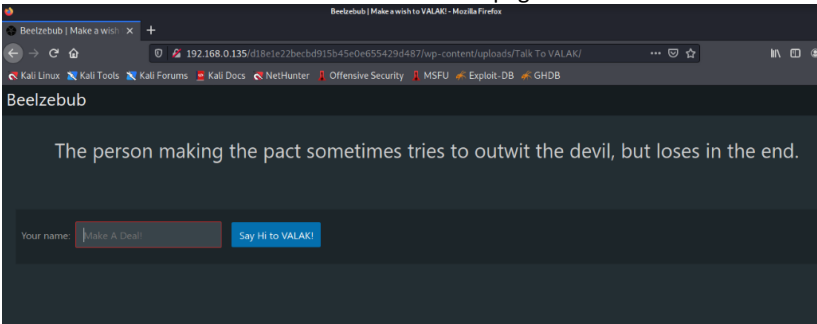 Beelzebub | Make a wish to VALAK! - Mozilla Firefox
Beelzebub | Make a wish
192.168.0.135/d18e1e22becbd915b45e0e655429d487/wp-content/uploads/Talk To VALAK/
Kali Linux Kali Tools Kali Forums Kali Docs NetHunter Offensive Security MSFU Exploit-DB GHDB
Beelzebub
The person making the pact sometimes tries to outwit the devil, but loses in the end.
Your name: Make A Deal! Say Hi to VALAK!